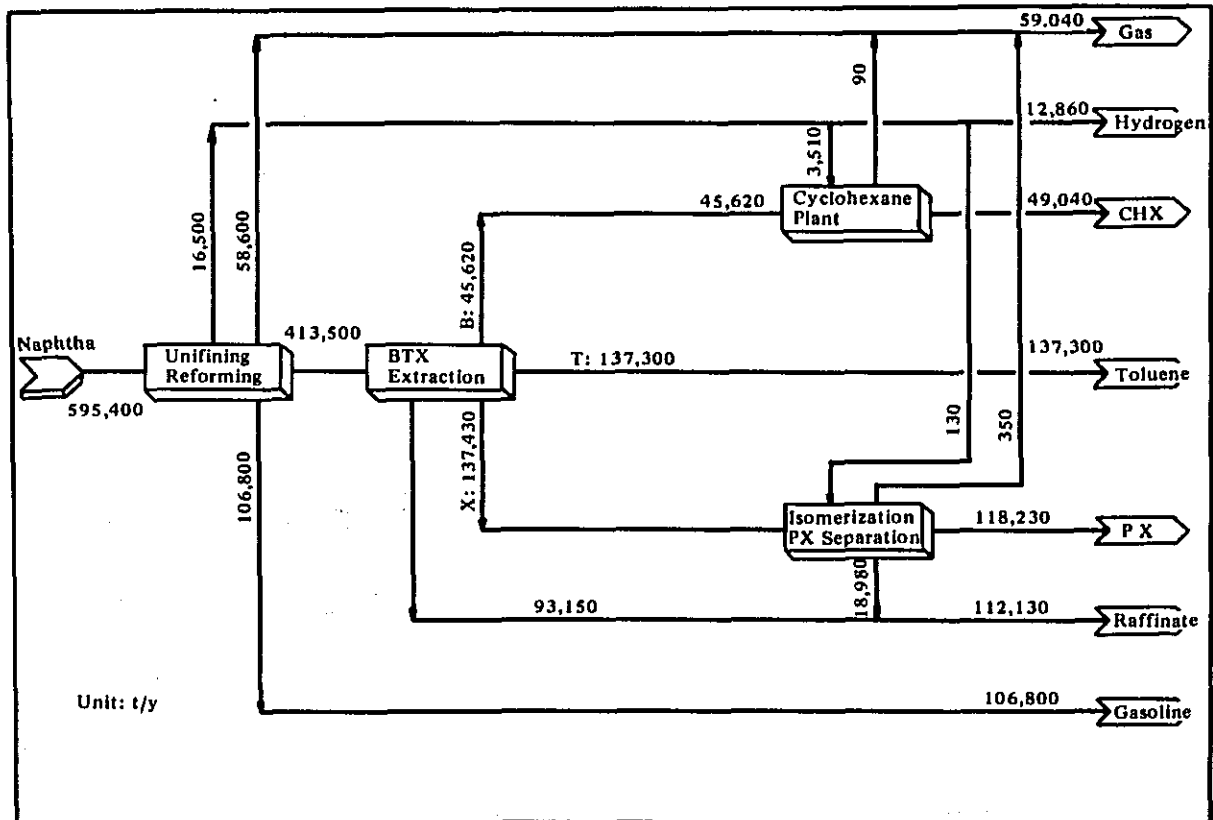 59.040
Gas
90
12,860
Hydrogen
3,510
16,500
58,600
45,620
Cyclohexane
Plant
49,040
CHX
B: 45,620
Naphtha
413,500
Unifining
Reforming
BTX
Extraction
T: 137,300
137,300
Toluene
595,400
130
350
106,800
X: 137,430
Isomerization
PX Separation
118,230
PX
18,980
93,150
112,130
Raffinate
Unit: t/y
106,800
Gasoline